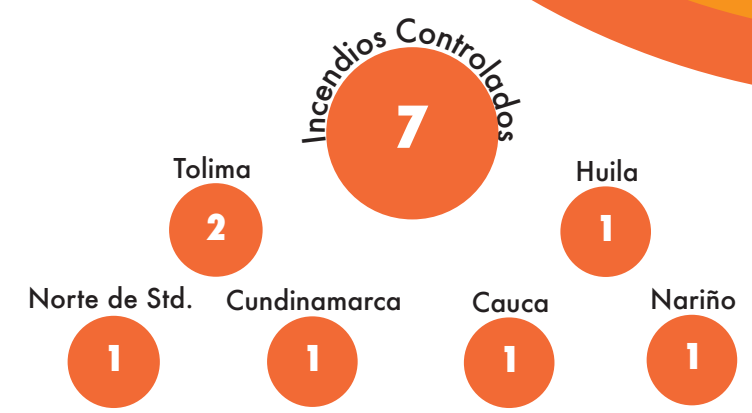 Incendios Controlados
7
Tolima
2
Huila
1
Norte de Std.
1
Cundinamarca
1
Cauca
1
Nariño
1